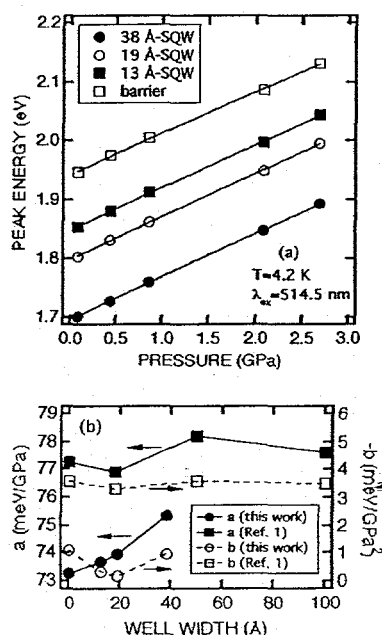 38 Å-SQW
19 Å-SQW
13 Å-SQW
barrier
PEAK ENERGY (eV)
2.2
2.1
2.0
1.9
1.8
1.7
(a)
T=4.2 K
λex=514.5 nm
0.0 0.5 1.0 1.5 2.0 2.5 3.0
PRESSURE (GPa)
(b)
a (meV/GPa)
79
78
77
76
75
74
73
-b (meV/GPa²)
6
5
4
3
2
1
0
a (this work)
a (Ref. 1)
b (this work)
b (Ref. 1)
0 20 40 60 80 100
WELL WIDTH (Å)